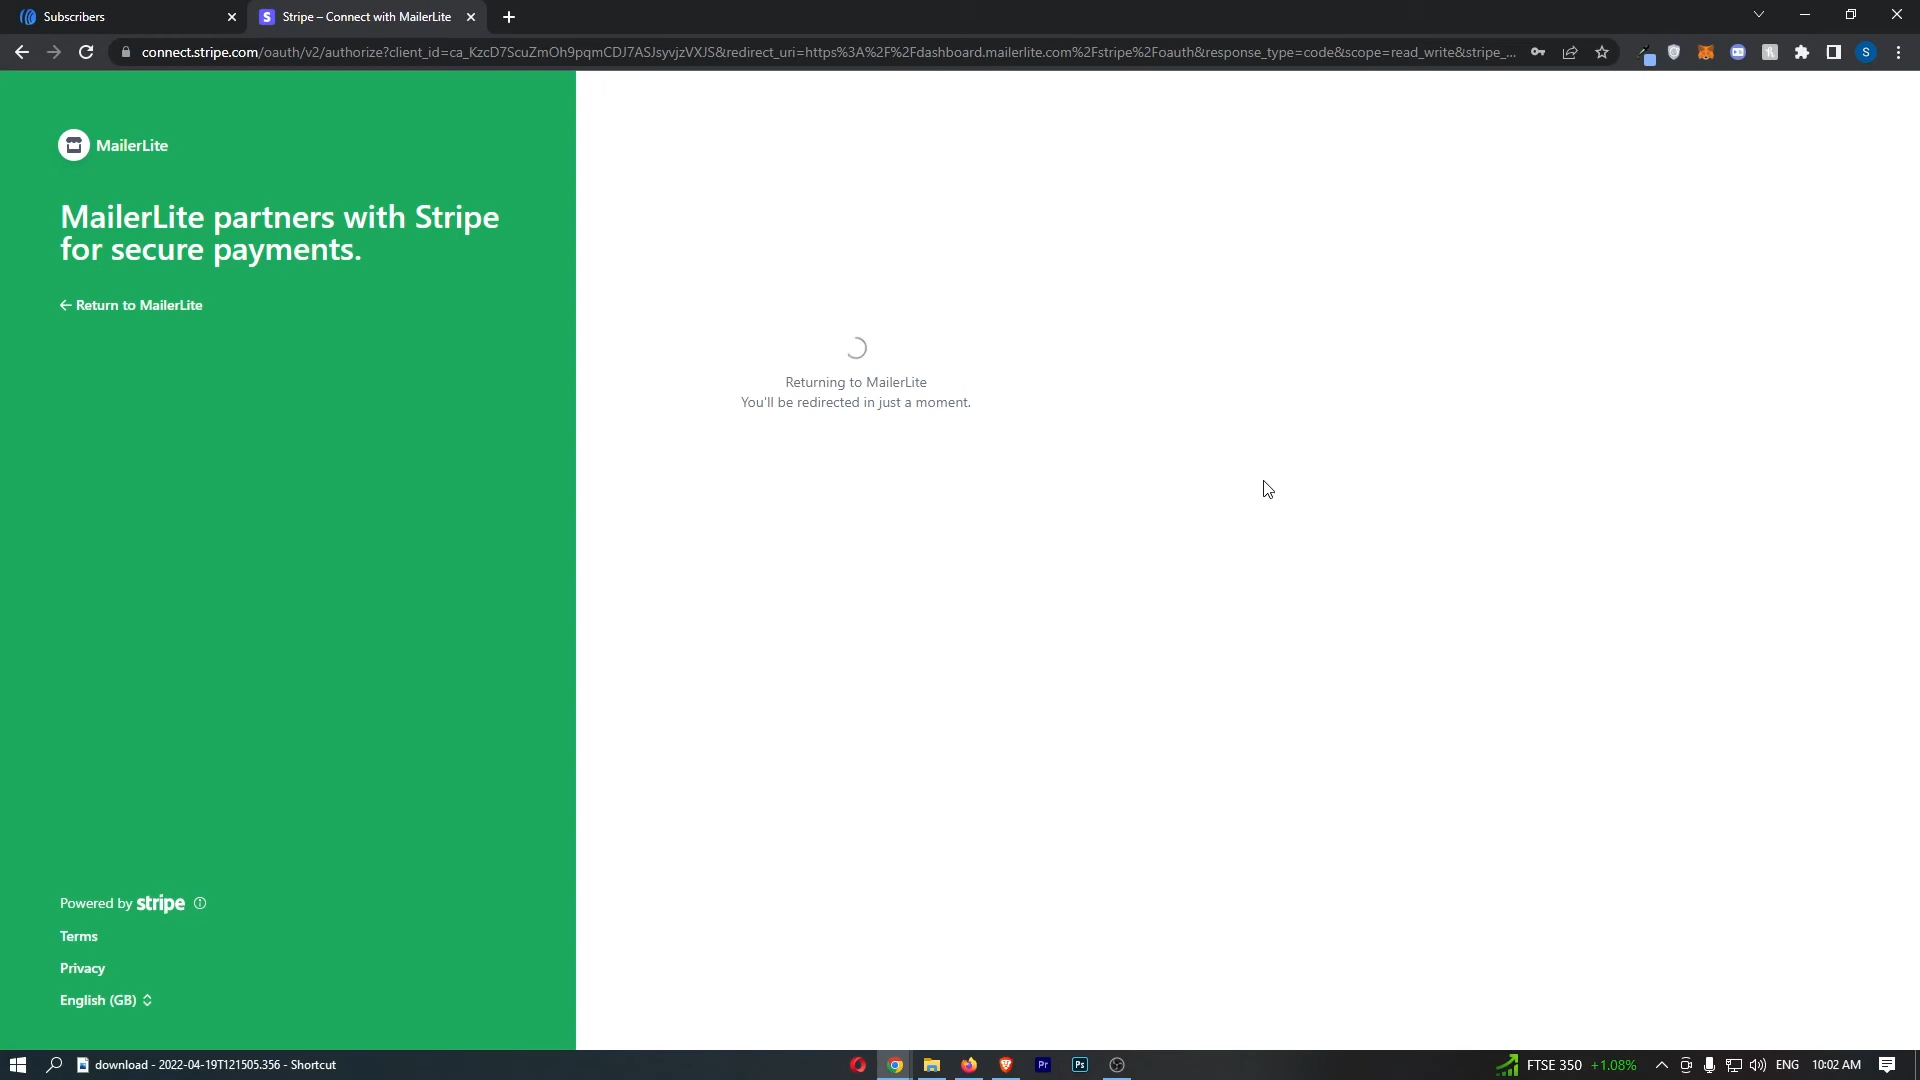 Subscribers
Stripe – Connect with MailerLite
connect.stripe.com/oauth/v2/authorize?client_id=ca_KzcD7ScuZmOh9pqmCDJ7ASJsyvjzVXJS&redirect_uri=https%3A%2F%2Fdashboard.mailerlite.com%2Fstripe%2Foauth&response_type=code&scope=read_write&stripe_...
S
MailerLite
MailerLite partners with Stripe
for secure payments.
← Return to MailerLite
Returning to MailerLite
You'll be redirected in just a moment.
Powered by stripe
Terms
Privacy
English (GB)
download - 2022-04-19T121505.356 - Shortcut
Pr
Ps
FTSE 350 +1.08%
ENG
10:02 AM